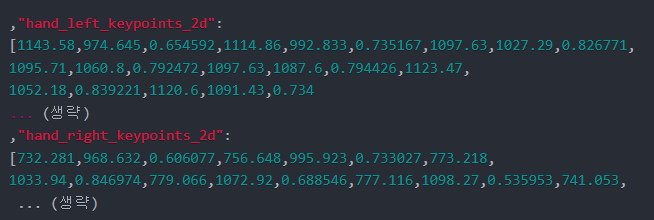 ,"hand_left_keypoints_2d":
[1143.58,974.645,0.654592,1114.86,992.833,0.735167,1097.63,1027.29,0.826771,
1095.71,1060.8,0.792472,1097.63,1087.6,0.794426,1123.47,
1052.18,0.839221,1120.6,1091.43,0.734
... (생략)
,"hand_right_keypoints_2d":
[732.281,968.632,0.606077,756.648,995.923,0.733027,773.218,
1033.94,0.846974,779.066,1072.92,0.688546,777.116,1098.27,0.535953,741.053,
... (생략)